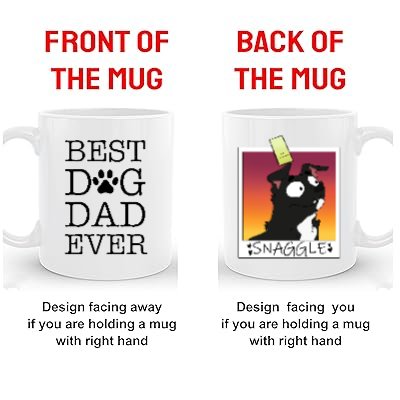 FRONT OF
THE MUG
BACK OF
THE MUG
BEST
DOG
DAD
EVER
SNAGGLE
Design facing away
if you are holding a mug
with right hand
Design facing you
if you are holding a mug
with right hand